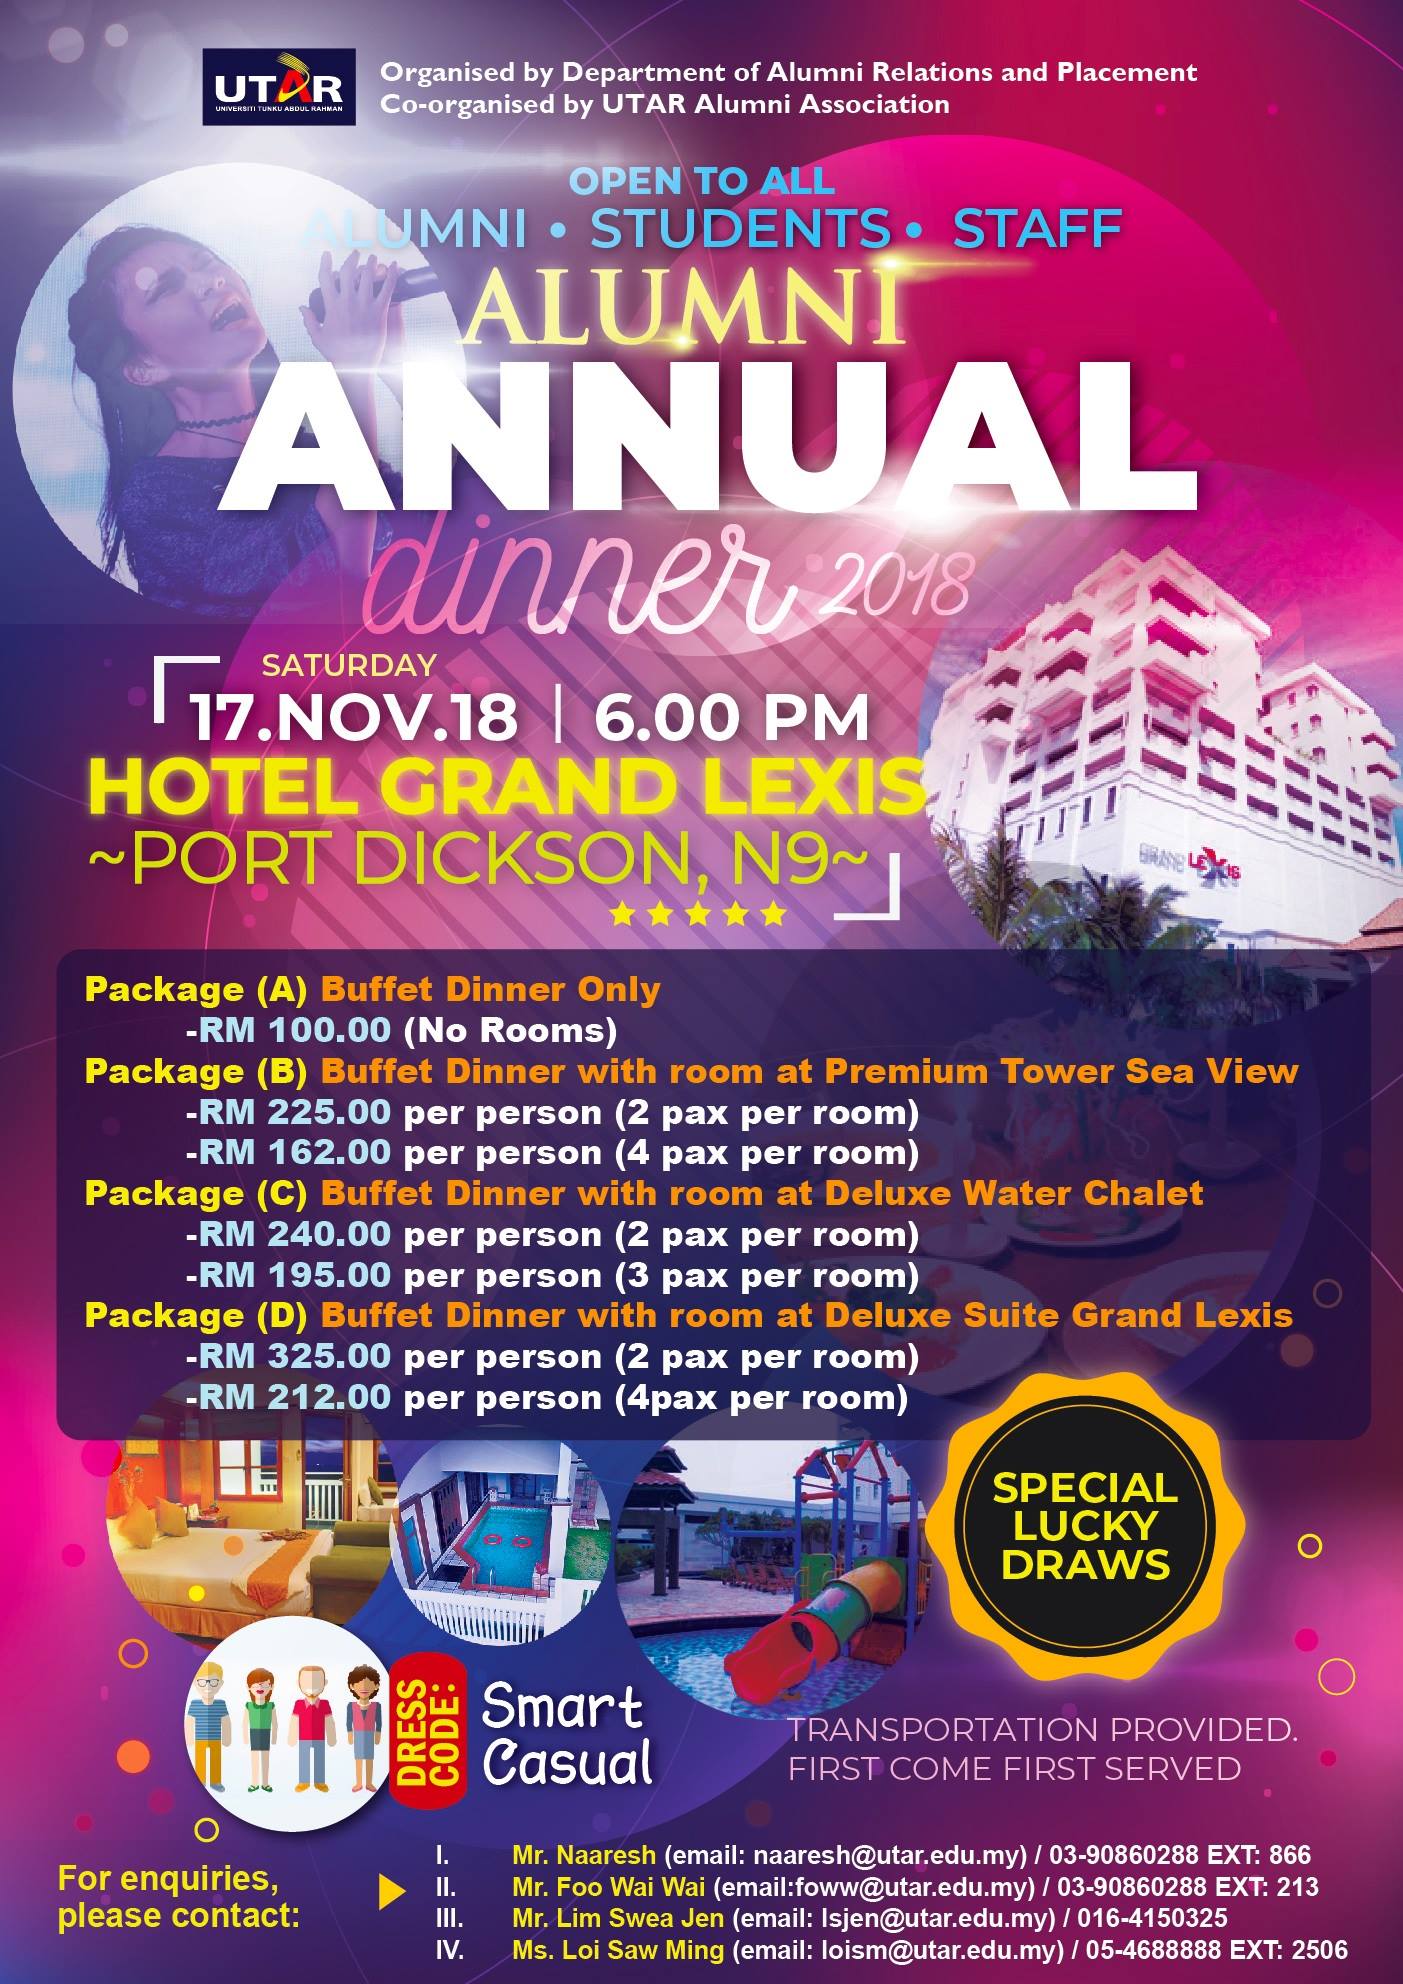 UTAR
UNIVERSITI TUNKU ABDUL RAHMAN
Organised by Department of Alumni Relations and Placement
Co-organised by UTAR Alumni Association
OPEN TO ALL
ALUMNI • STUDENTS • STAFF
ALUMNI
ANNUAL
dinner 2018
SATURDAY
17.NOV.18 | 6.00 PM
HOTEL GRAND LEXIS
~PORT DICKSON, N9~
GRAND LEXIS
Package (A) Buffet Dinner Only
-RM 100.00 (No Rooms)
Package (B) Buffet Dinner with room at Premium Tower Sea View
-RM 225.00 per person (2 pax per room)
-RM 162.00 per person (4 pax per room)
Package (C) Buffet Dinner with room at Deluxe Water Chalet
-RM 240.00 per person (2 pax per room)
-RM 195.00 per person (3 pax per room)
Package (D) Buffet Dinner with room at Deluxe Suite Grand Lexis
-RM 325.00 per person (2 pax per room)
-RM 212.00 per person (4pax per room)
SPECIAL
LUCKY
DRAWS
DRESS
CODE:
Smart
Casual
TRANSPORTATION PROVIDED.
FIRST COME FIRST SERVED
For enquiries,
please contact:
I. Mr. Naaresh (email: naaresh@utar.edu.my) / 03-90860288 EXT: 866
II. Mr. Foo Wai Wai (email:foww@utar.edu.my) / 03-90860288 EXT: 213
III. Mr. Lim Swea Jen (email: lsjen@utar.edu.my) / 016-4150325
IV. Ms. Loi Saw Ming (email: loism@utar.edu.my) / 05-4688888 EXT: 2506